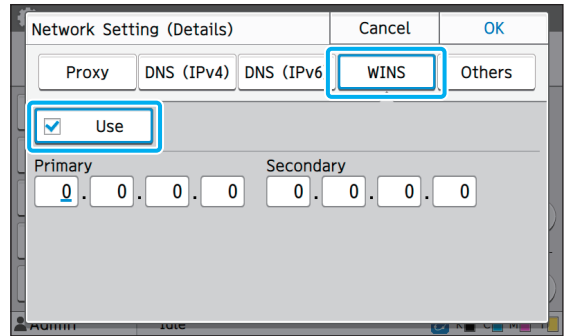 Network Setting (Details) Cancel OK
Proxy DNS (IPv4) DNS (IPv6 WINS Others
Use
Primary Secondary
0 . 0 . 0 . 0 0 . 0 . 0 . 0
Admin Idle K C M